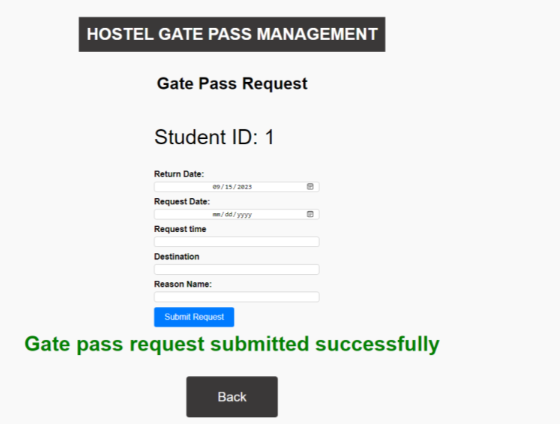 HOSTEL GATE PASS MANAGEMENT
Gate Pass Request
Student ID: 1
Return Date:
09/15/2023
Request Date:
mm/dd/yyyy
Request time
Destination
Reason Name:
Submit Request
Gate pass request submitted successfully
Back